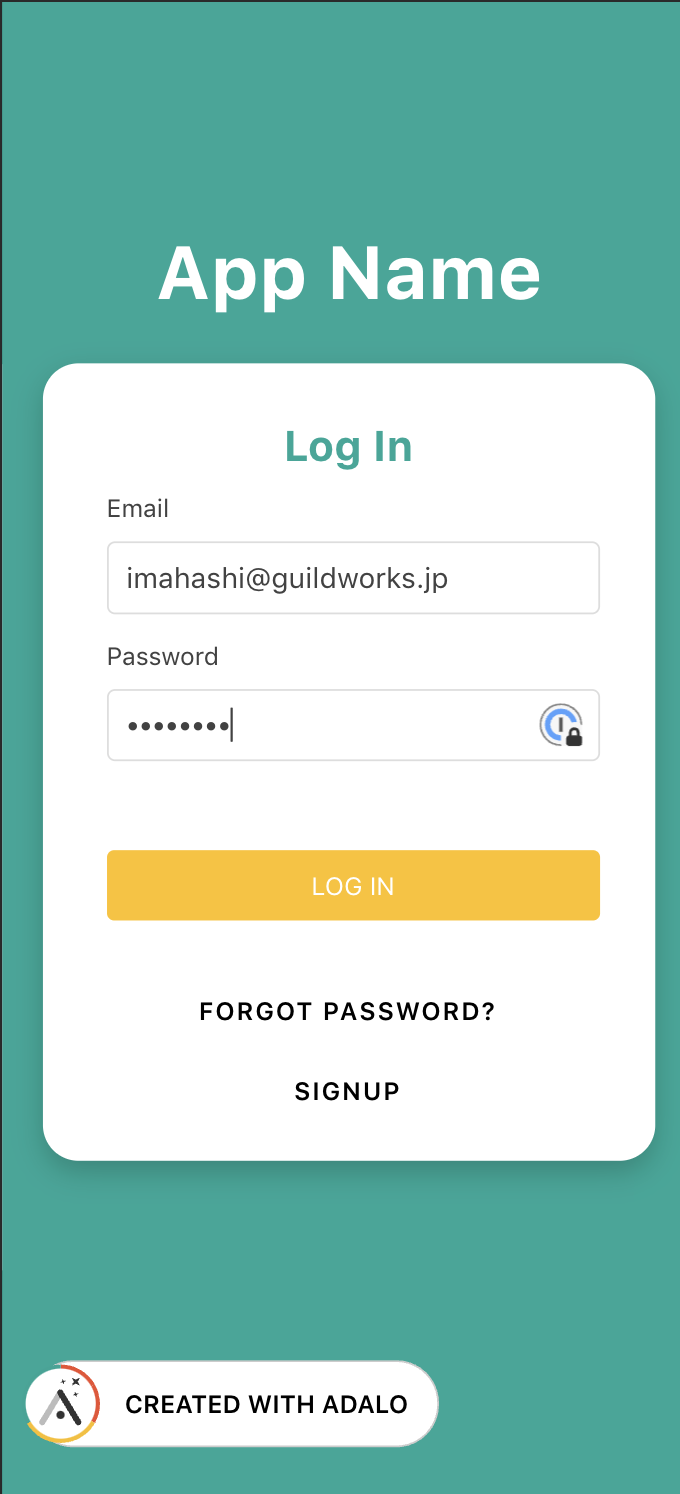 App Name
Log In
Email
imahashi@guildworks.jp
Password
••••••••
LOG IN
FORGOT PASSWORD?
SIGNUP
CREATED WITH ADALO